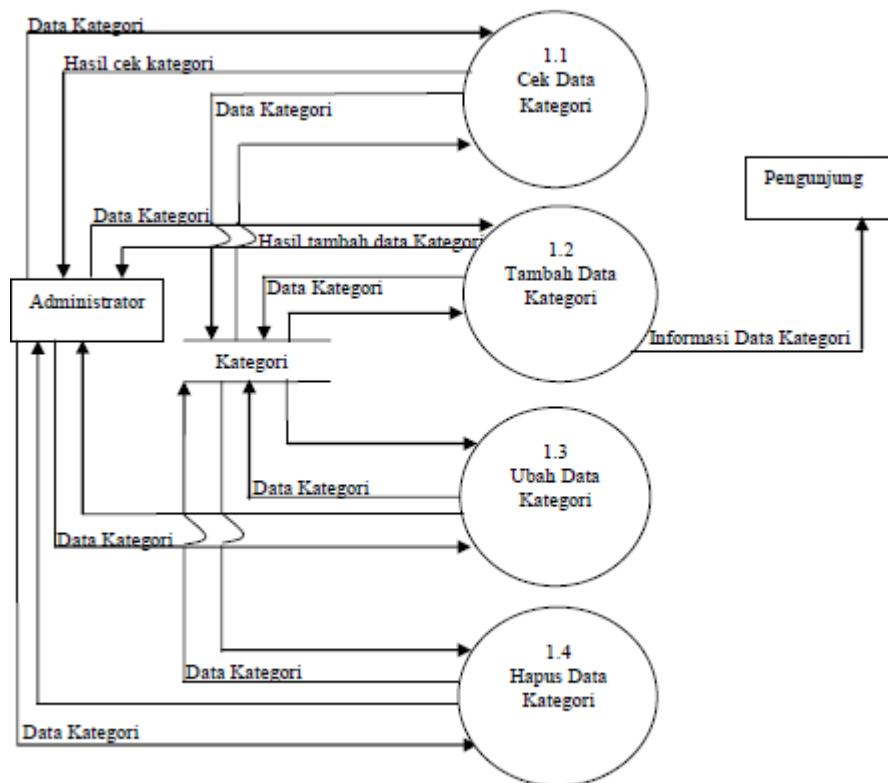 Data Kategori
Hasil cek kategori
Data Kategori
1.1
Cek Data
Kategori
Pengunjung
Data Kategori
Hasil tambah data Kategori
Data Kategori
1.2
Tambah Data
Kategori
Administrator
Informasi Data Kategori
Kategori
1.3
Ubah Data
Kategori
Data Kategori
Data Kategori
1.4
Hapus Data
Kategori
Data Kategori
Data Kategori